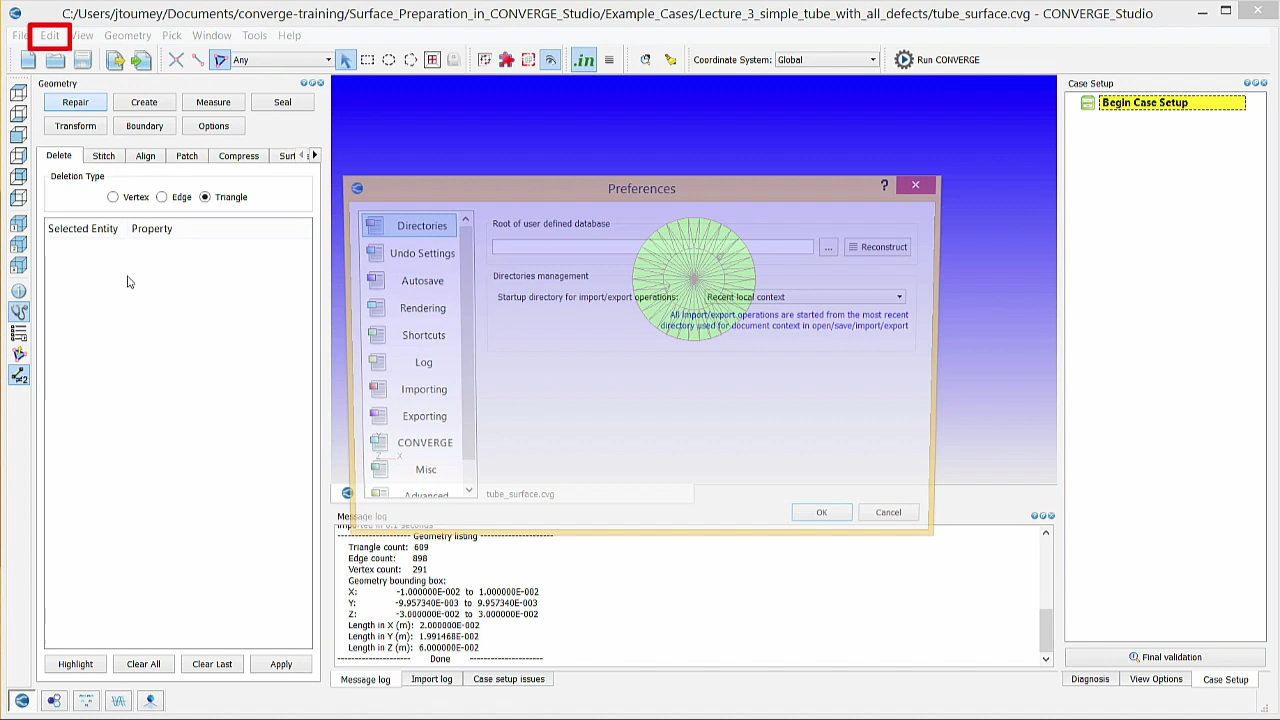 C:/Users/jtoumey/Documents/converge-training/Surface_Preparation_in_CONVERGE_Studio/Example_Cases/Lecture_3_simple_tube_with_all_defects/tube_surface.cvg - CONVERGE_Studio
File Edit View Geometry Pick Window Tools Help
Any .in Coordinate System: Global Run CONVERGE
Geometry
Repair Create Measure Seal
Transform Boundary Options
Delete Stitch Align Patch Compress Surf
Deletion Type
Vertex Edge Triangle
Selected Entity Property
Highlight Clear All Clear Last Apply
Preferences ?
Directories
Undo Settings
Autosave
Rendering
Shortcuts
Log
Importing
Exporting
CONVERGE
Misc
Advanced
Root of user defined database
... Reconstruct
Directories management
Startup directory for import/export operations: Recent local context
All import/export operations are started from the most recent
directory used for document context in open/save/import/export
OK Cancel
Z X
tube_surface.cvg
Message log
Imported in 0.1 seconds
-------------------- Geometry listing --------------------
Triangle count: 609
Edge count: 898
Vertex count: 291
Geometry bounding box:
X: -1.000000E-002 to 1.000000E-002
Y: -9.957340E-003 to 9.957340E-003
Z: -3.000000E-002 to 3.000000E-002
Length in X (m): 2.000000E-002
Length in Y (m): 1.991468E-002
Length in Z (m): 6.000000E-002
-------------------- Done --------------------
Message log Import log Case setup issues
Case Setup
Begin Case Setup
Final validation
Diagnosis View Options Case Setup